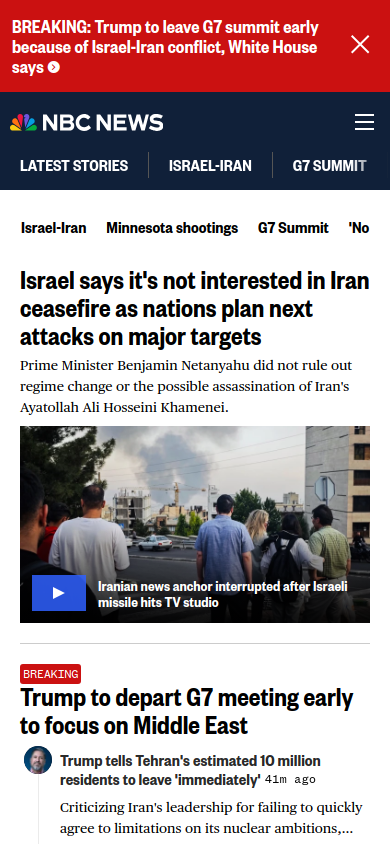 BREAKING: Trump to leave G7 summit early
because of Israel-Iran conflict, White House
says
NBC NEWS
LATEST STORIES
ISRAEL-IRAN
G7 SUMMIT
Israel-Iran
Minnesota shootings
G7 Summit
'No
Israel says it's not interested in Iran
ceasefire as nations plan next
attacks on major targets
Prime Minister Benjamin Netanyahu did not rule out
regime change or the possible assassination of Iran's
Ayatollah Ali Hosseini Khamenei.
Iranian news anchor interrupted after Israeli
missile hits TV studio
BREAKING
Trump to depart G7 meeting early
to focus on Middle East
Trump tells Tehran's estimated 10 million
residents to leave 'immediately' 41m ago
Criticizing Iran's leadership for failing to quickly
agree to limitations on its nuclear ambitions,...